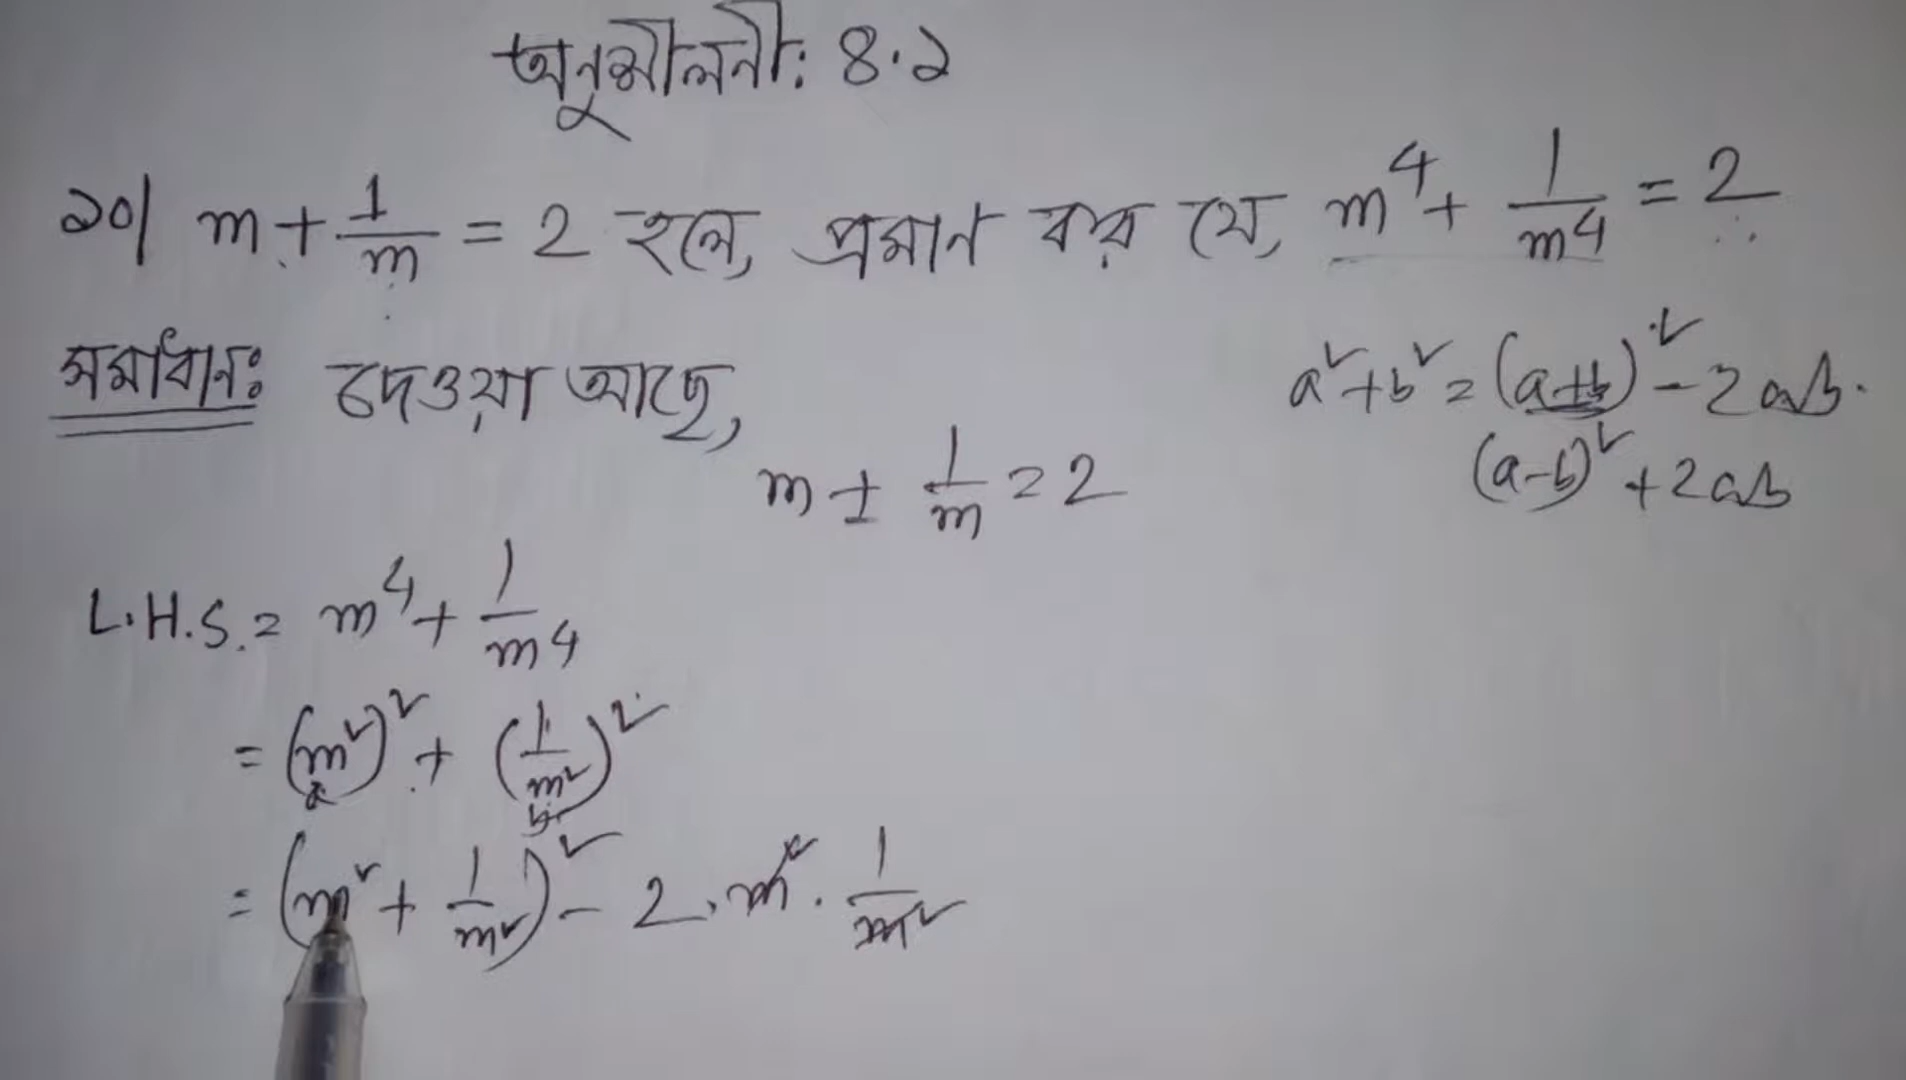 অনুশীলনী: ৪.১
১০| m + 1/m = 2 হলে, প্রমাণ কর যে, m⁴ + 1/m⁴ = 2
সমাধানঃ দেওয়া আছে,
m + 1/m = 2
a² + b² = (a+b)² - 2ab.
(a-b)² + 2ab
L.H.S. = m⁴ + 1/m⁴
= (m²)² + (1/m²)²
a b
= (m² + 1/m²)² - 2 . m² . 1/m²